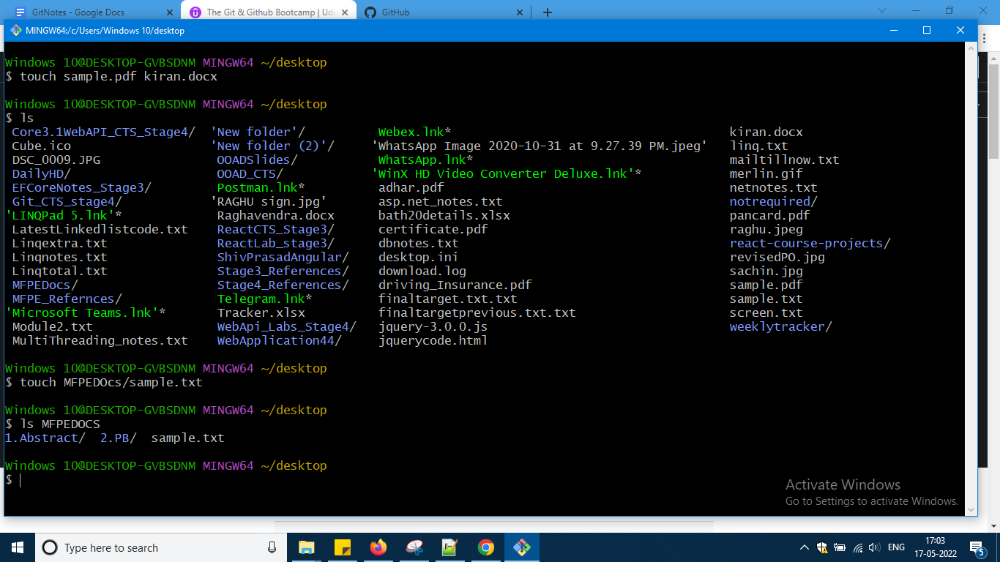 GitNotes - Google Docs
The Git & Github Bootcamp | Ud
GitHub
MINGW64:/c/Users/Windows 10/desktop
Windows 10@DESKTOP-GVBSDNM MINGW64 ~/desktop
$ touch sample.pdf kiran.docx
Windows 10@DESKTOP-GVBSDNM MINGW64 ~/desktop
$ ls
Core3.1WebAPI_CTS_Stage4/ 'New folder'/ Webex.lnk* kiran.docx
Cube.ico 'New folder (2)'/ 'WhatsApp Image 2020-10-31 at 9.27.39 PM.jpeg' linq.txt
DSC_0009.JPG OOADSlides/ WhatsApp.lnk* mailtillnow.txt
DailyHD/ OOAD_CTS/ 'WinX HD Video Converter Deluxe.lnk'* merlin.gif
EFCoreNotes_Stage3/ Postman.lnk* adhar.pdf netnotes.txt
Git_CTS_stage4/ 'RAGHU sign.jpg' asp.net_notes.txt notrequired/
'LINQPad 5.lnk'* Raghavendra.docx bath20details.xlsx pancard.pdf
LatestLinkedlistcode.txt ReactCTS_Stage3/ certificate.pdf raghu.jpeg
Linqextra.txt ReactLab_stage3/ dbnotes.txt react-course-projects/
Linqnotes.txt ShivPrasadAngular/ desktop.ini revisedPO.jpg
Linqtotal.txt Stage3_References/ download.log sachin.jpg
MFPEDocs/ Stage4_References/ driving_Insurance.pdf sample.pdf
MFPE_Refernces/ Telegram.lnk* finaltarget.txt.txt sample.txt
'Microsoft Teams.lnk'* Tracker.xlsx finaltargetprevious.txt.txt screen.txt
Module2.txt WebApi_Labs_Stage4/ jquery-3.0.0.js weeklytracker/
MultiThreading_notes.txt WebApplication44/ jquerycode.html
Windows 10@DESKTOP-GVBSDNM MINGW64 ~/desktop
$ touch MFPEDOcs/sample.txt
Windows 10@DESKTOP-GVBSDNM MINGW64 ~/desktop
$ ls MFPEDOCS
1.Abstract/ 2.PB/ sample.txt
Windows 10@DESKTOP-GVBSDNM MINGW64 ~/desktop
$
Activate Windows
Go to Settings to activate Windows.
Type here to search
ENG
17:03
17-05-2022
5